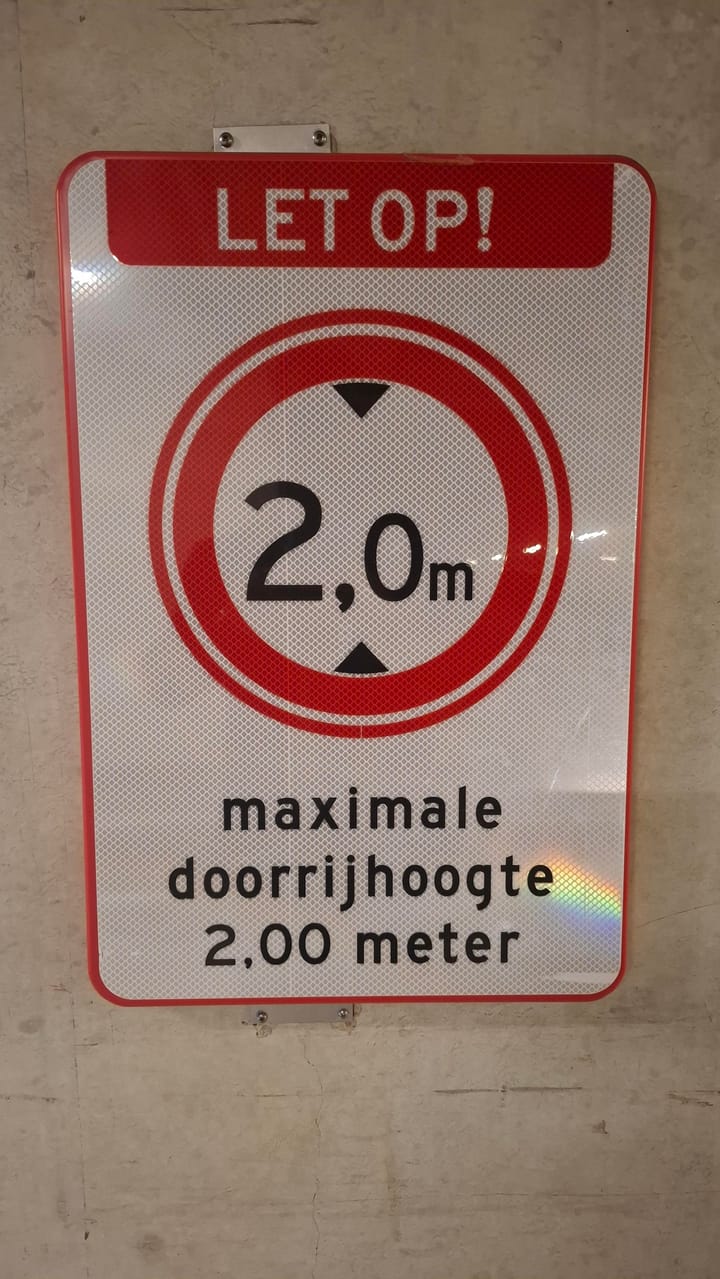 LET OP!
2,0m
maximale
doorrijhoogte
2,00 meter